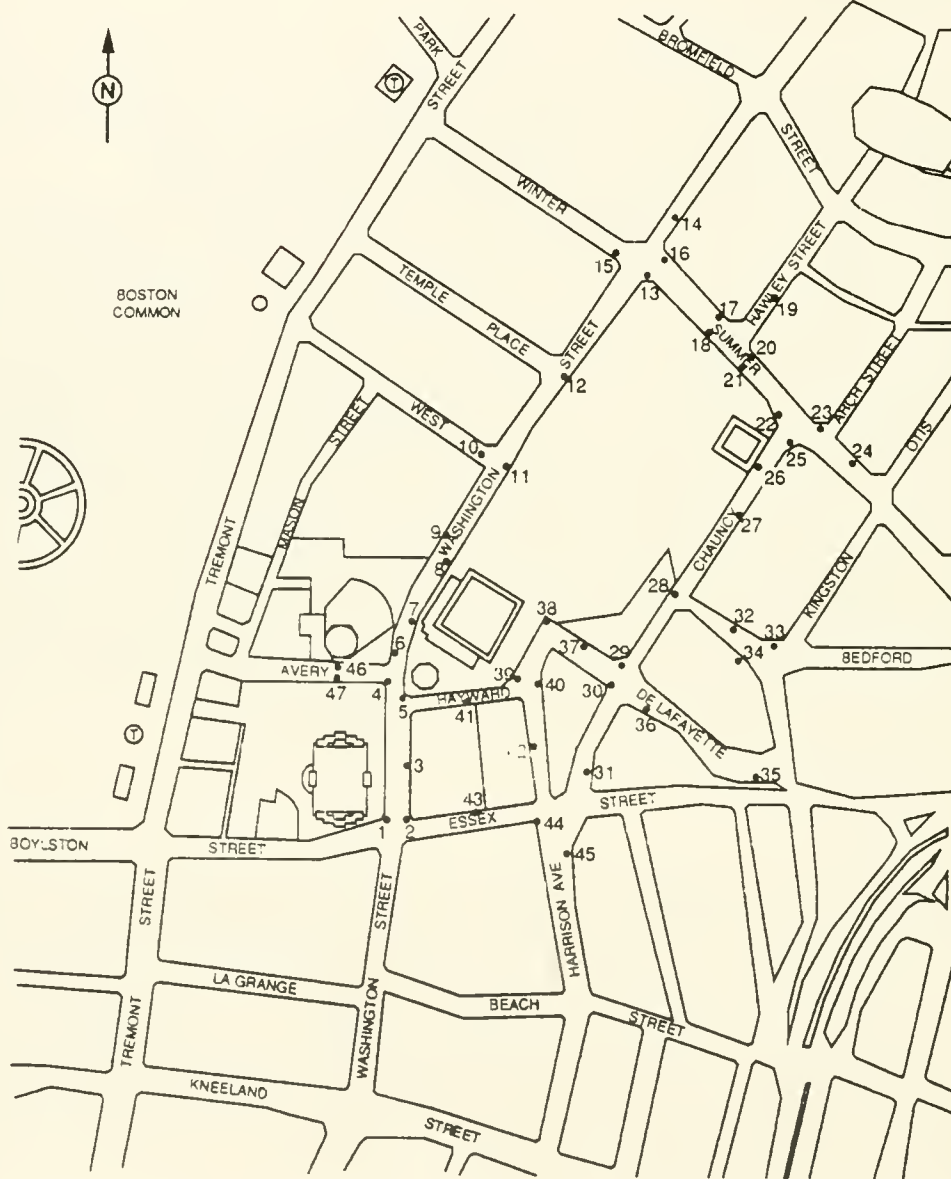 PARK
STREET
BROMFIELD
STREET
N
T
WINTER
14
15
16
13
HAWLEY STREET
BOSTON
COMMON
TEMPLE
PLACE
STREET
17
19
18
SUMMER
20
21
12
ARCH STREET
22
23
OTIS
WEST
STREET
10
11
25
24
26
MASON
WASHINGTON
9
8
CHAUNCY
27
TREMONT
28
KINGSTON
7
38
32
33
6
37
29
34
BEDFORD
AVERY
46
47
4
5
39
HAYWARD
41
40
30
DE LAFAYETTE
36
T
3
31
35
43
ESSEX
STREET
1
2
44
BOYLSTON
STREET
45
STREET
STREET
HARRISON AVE
LA GRANGE
BEACH
STREET
TREMONT
WASHINGTON
KNEELAND
STREET